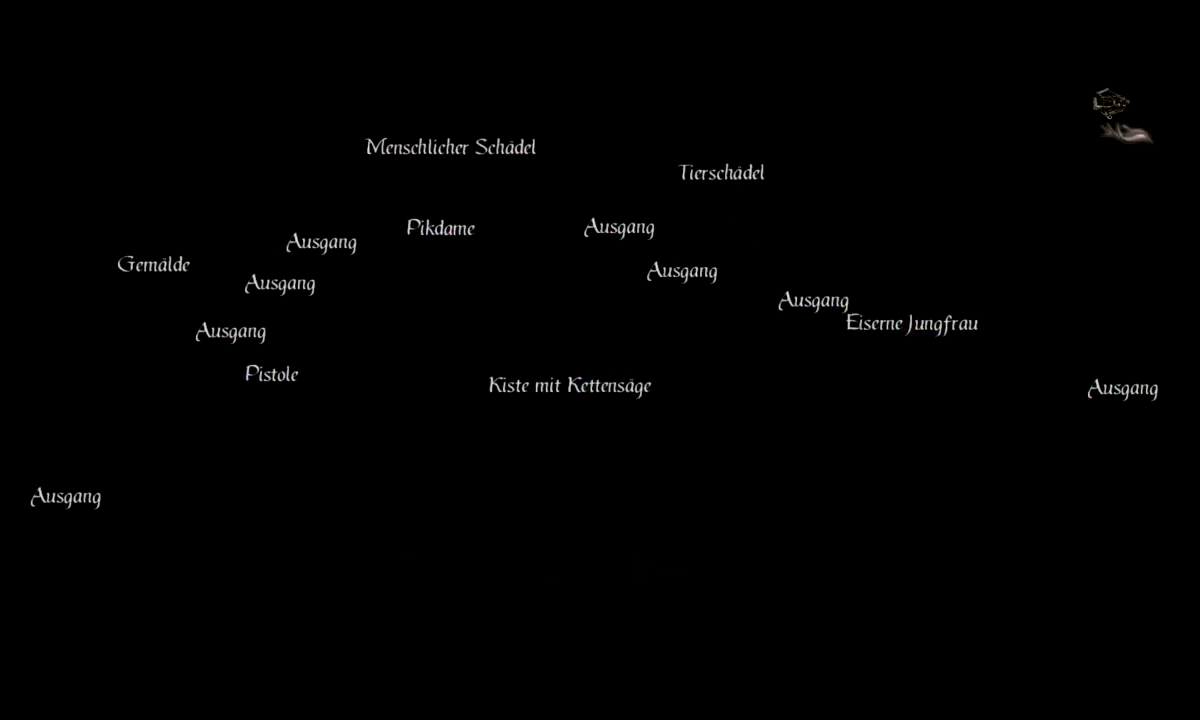 Menschlicher Schädel
Tierschädel
Pikdame
Ausgang
Ausgang
Gemälde
Ausgang
Ausgang
Ausgang
Eiserne Jungfrau
Ausgang
Pistole
Kiste mit Kettensäge
Ausgang
Ausgang